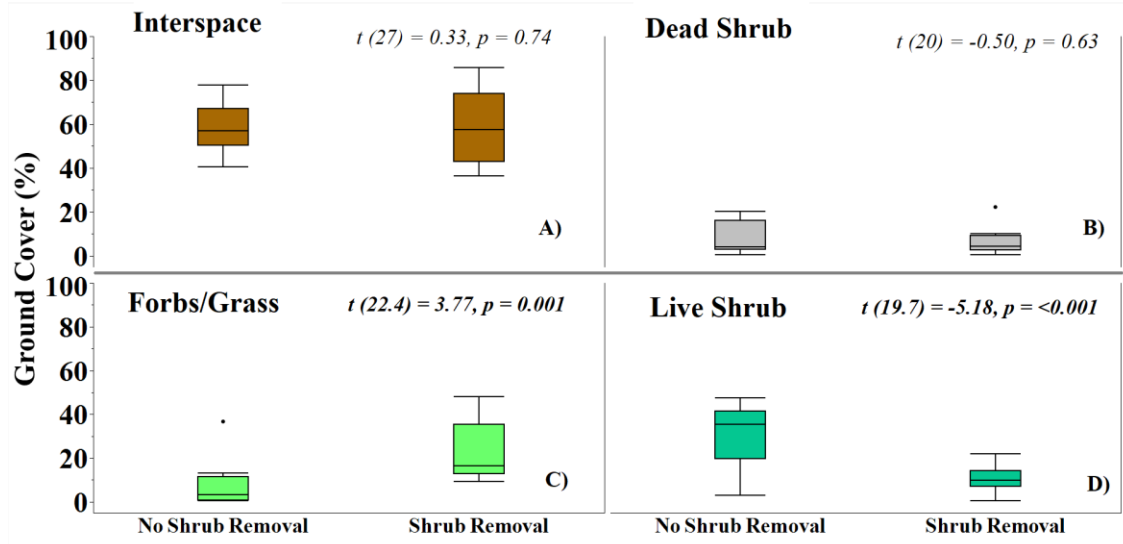 Interspace
t (27) = 0.33, p = 0.74
Dead Shrub
t (20) = -0.50, p = 0.63
Ground Cover (%)
100
80
60
40
20
0
A)
B)
Forbs/Grass
t (22.4) = 3.77, p = 0.001
Live Shrub
t (19.7) = -5.18, p = <0.001
100
80
60
40
20
0
C)
D)
No Shrub Removal
Shrub Removal
No Shrub Removal
Shrub Removal